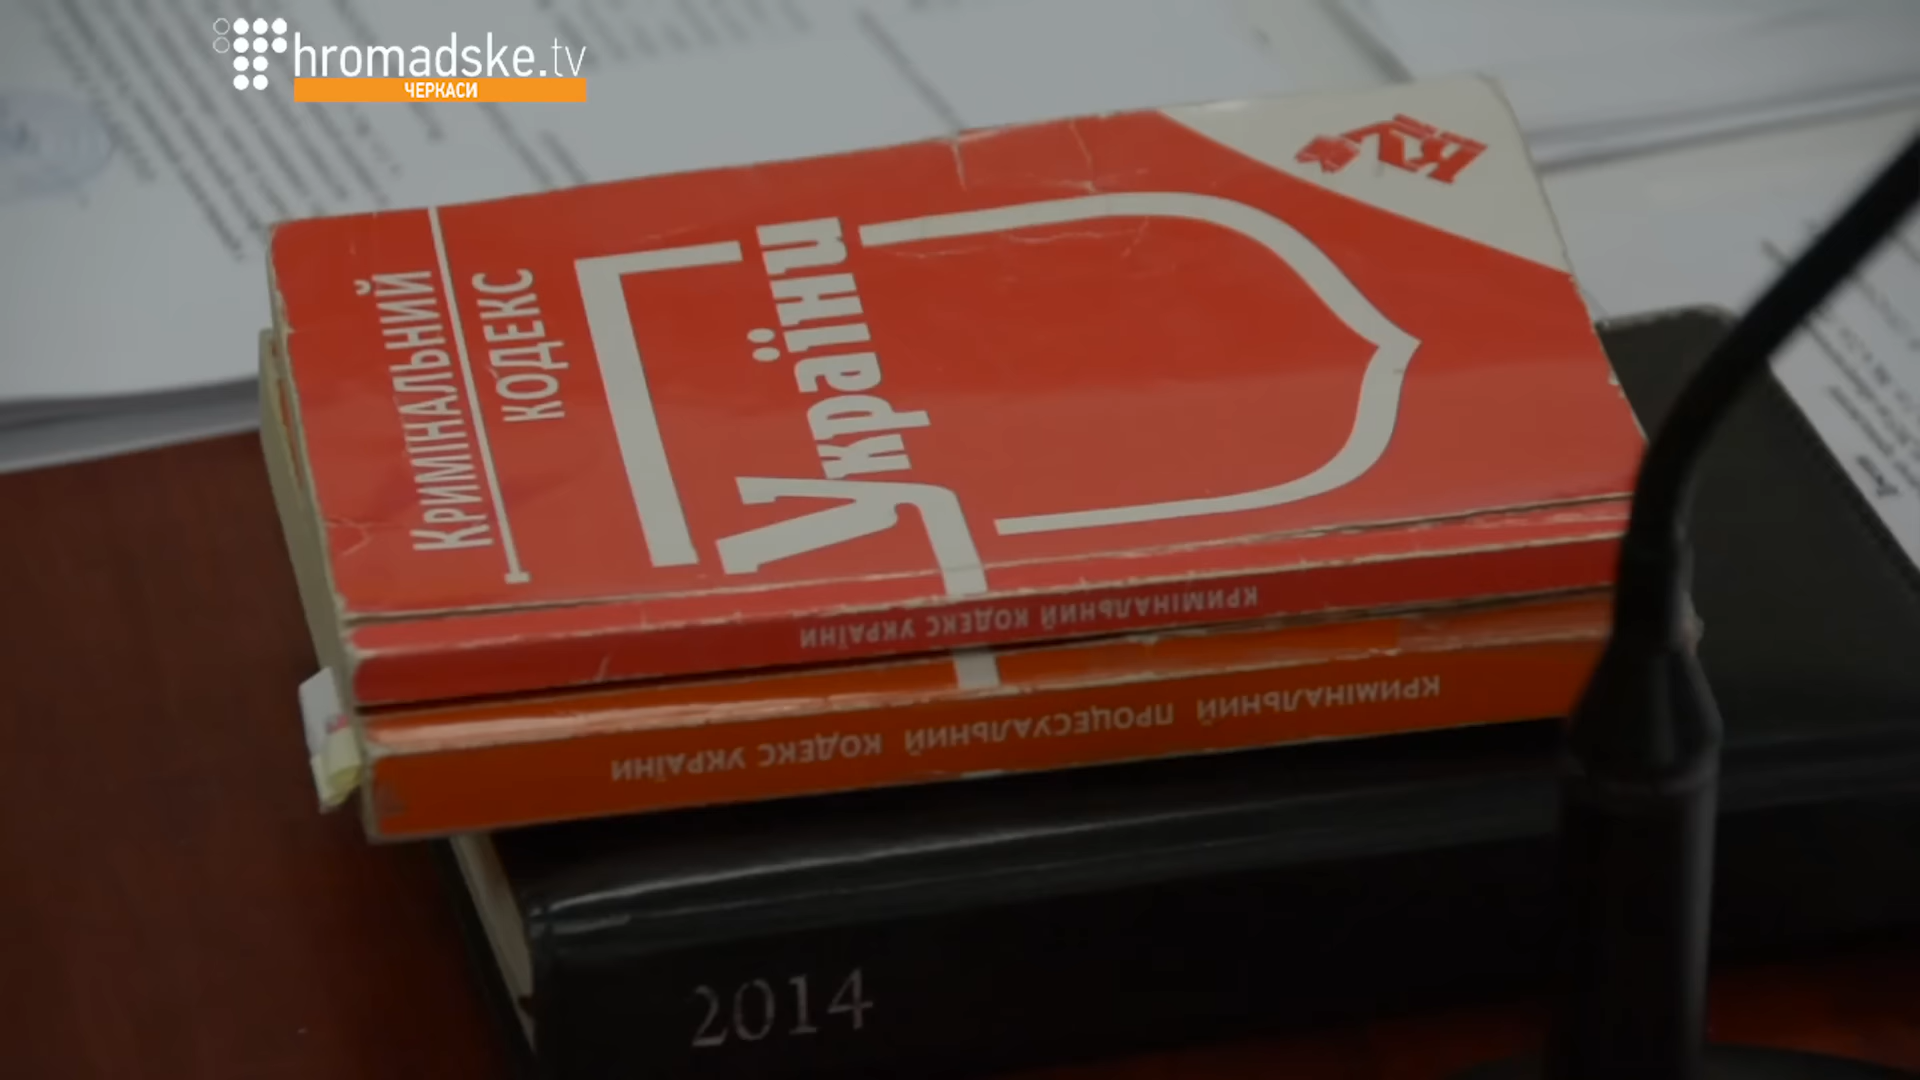 hromadske.tv
ЧЕРКАСИ
Кримінальний
кодекс
України
КРИМІНАЛЬНИЙ КОДЕКС УКРАЇНИ
КРИМІНАЛЬНИЙ ПРОЦЕСУАЛЬНИЙ КОДЕКС УКРАЇНИ
2014